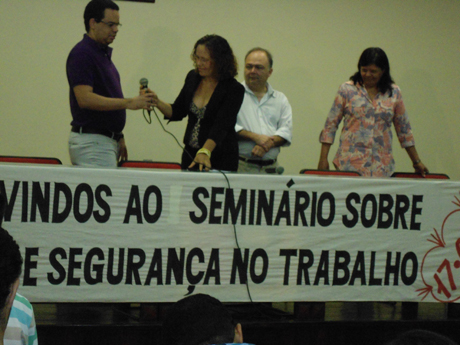 VINDOS AO SEMINÁRIO SOBRE
E SEGURANÇA NO TRABALHO